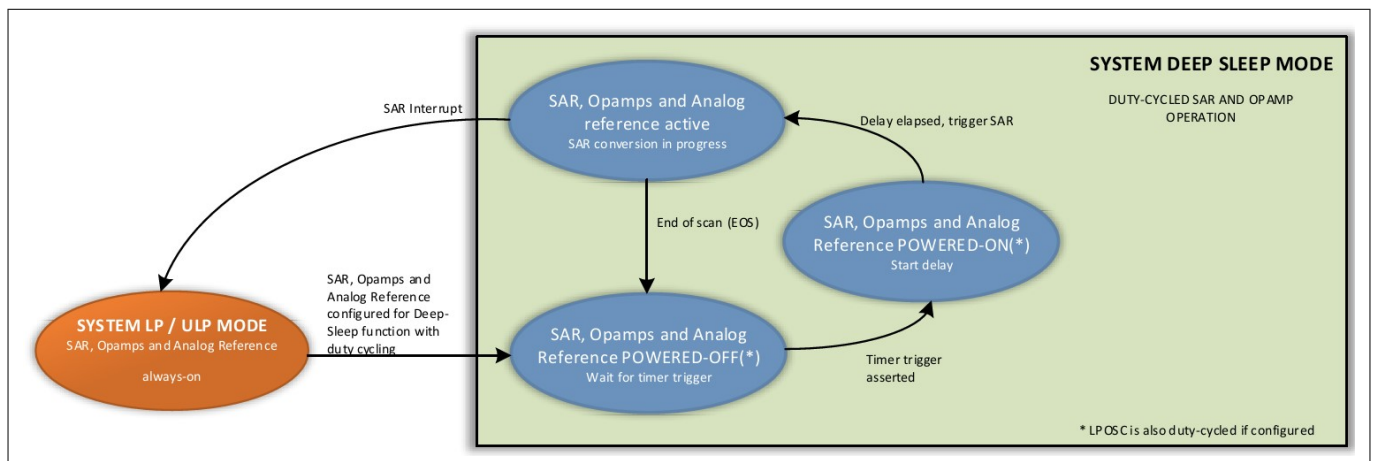 SYSTEM DEEP SLEEP MODE
DUTY-CYCLED SAR AND OPAMP
OPERATION
SAR, Opamps and Analog
reference active
SAR conversion in progress
SAR Interrupt
Delay elapsed, trigger SAR
End of scan (EOS)
SAR, Opamps and Analog
Reference POWERED-ON(*)
Start delay
SAR, Opamps and
Analog Reference
configured for Deep-
Sleep function with
duty cycling
SYSTEM LP / ULP MODE
SAR, Opamps and Analog Reference
always-on
SAR, Opamps and Analog
Reference POWERED-OFF(*)
Wait for timer trigger
Timer trigger
asserted
* LPOSC is also duty-cycled if configured